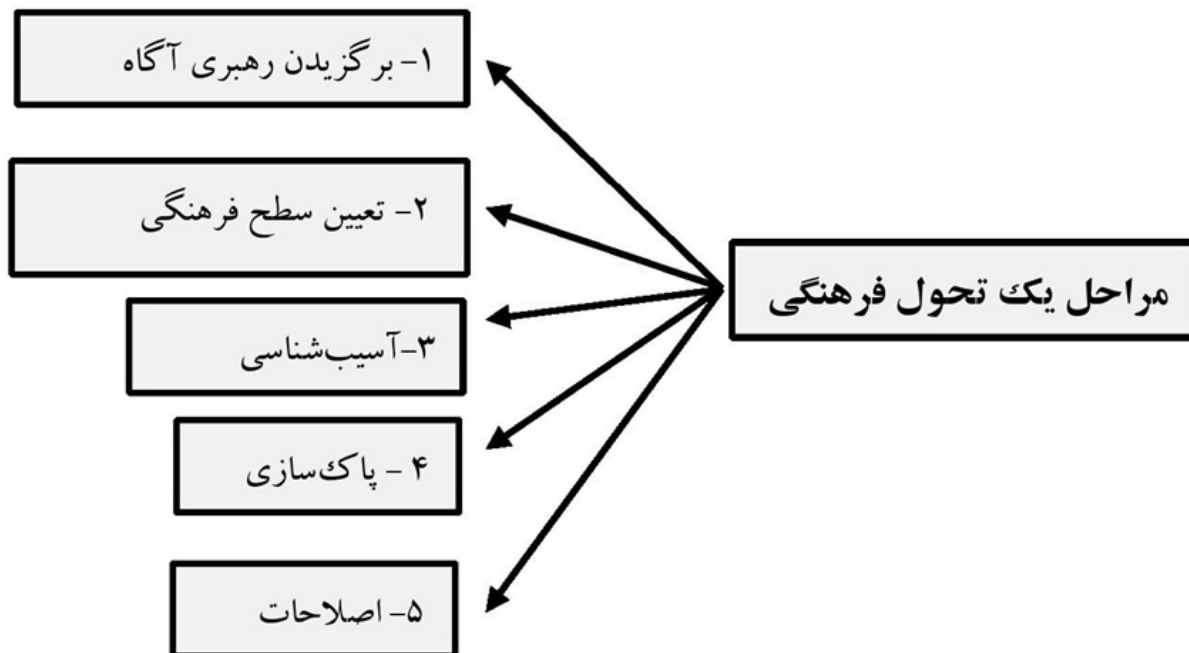 مراحل یک تحول فرهنگی
۱- برگزیدن رهبری آگاه
۲- تعیین سطح فرهنگی
۳-آسیب‌شناسی
۴ - پاک‌سازی
۵- اصلاحات